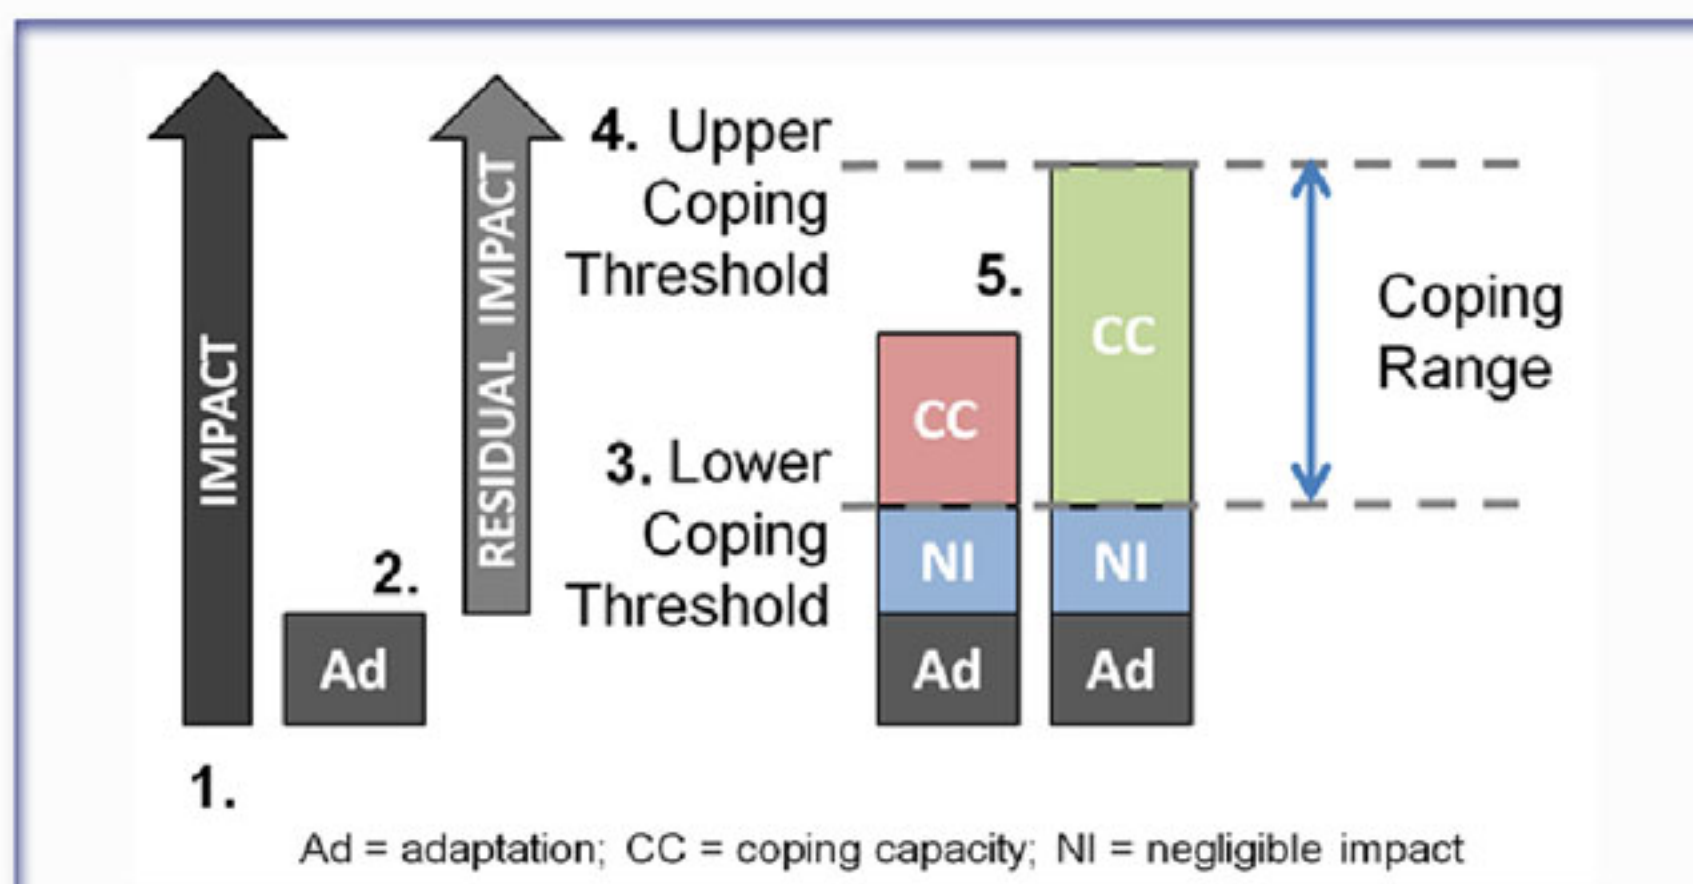 IMPACT
1.
2.
Ad
RESIDUAL IMPACT
4. Upper
Coping
Threshold
3. Lower
Coping
Threshold
5.
CC
NI
Ad
CC
NI
Ad
Coping
Range
Ad = adaptation; CC = coping capacity; NI = negligible impact